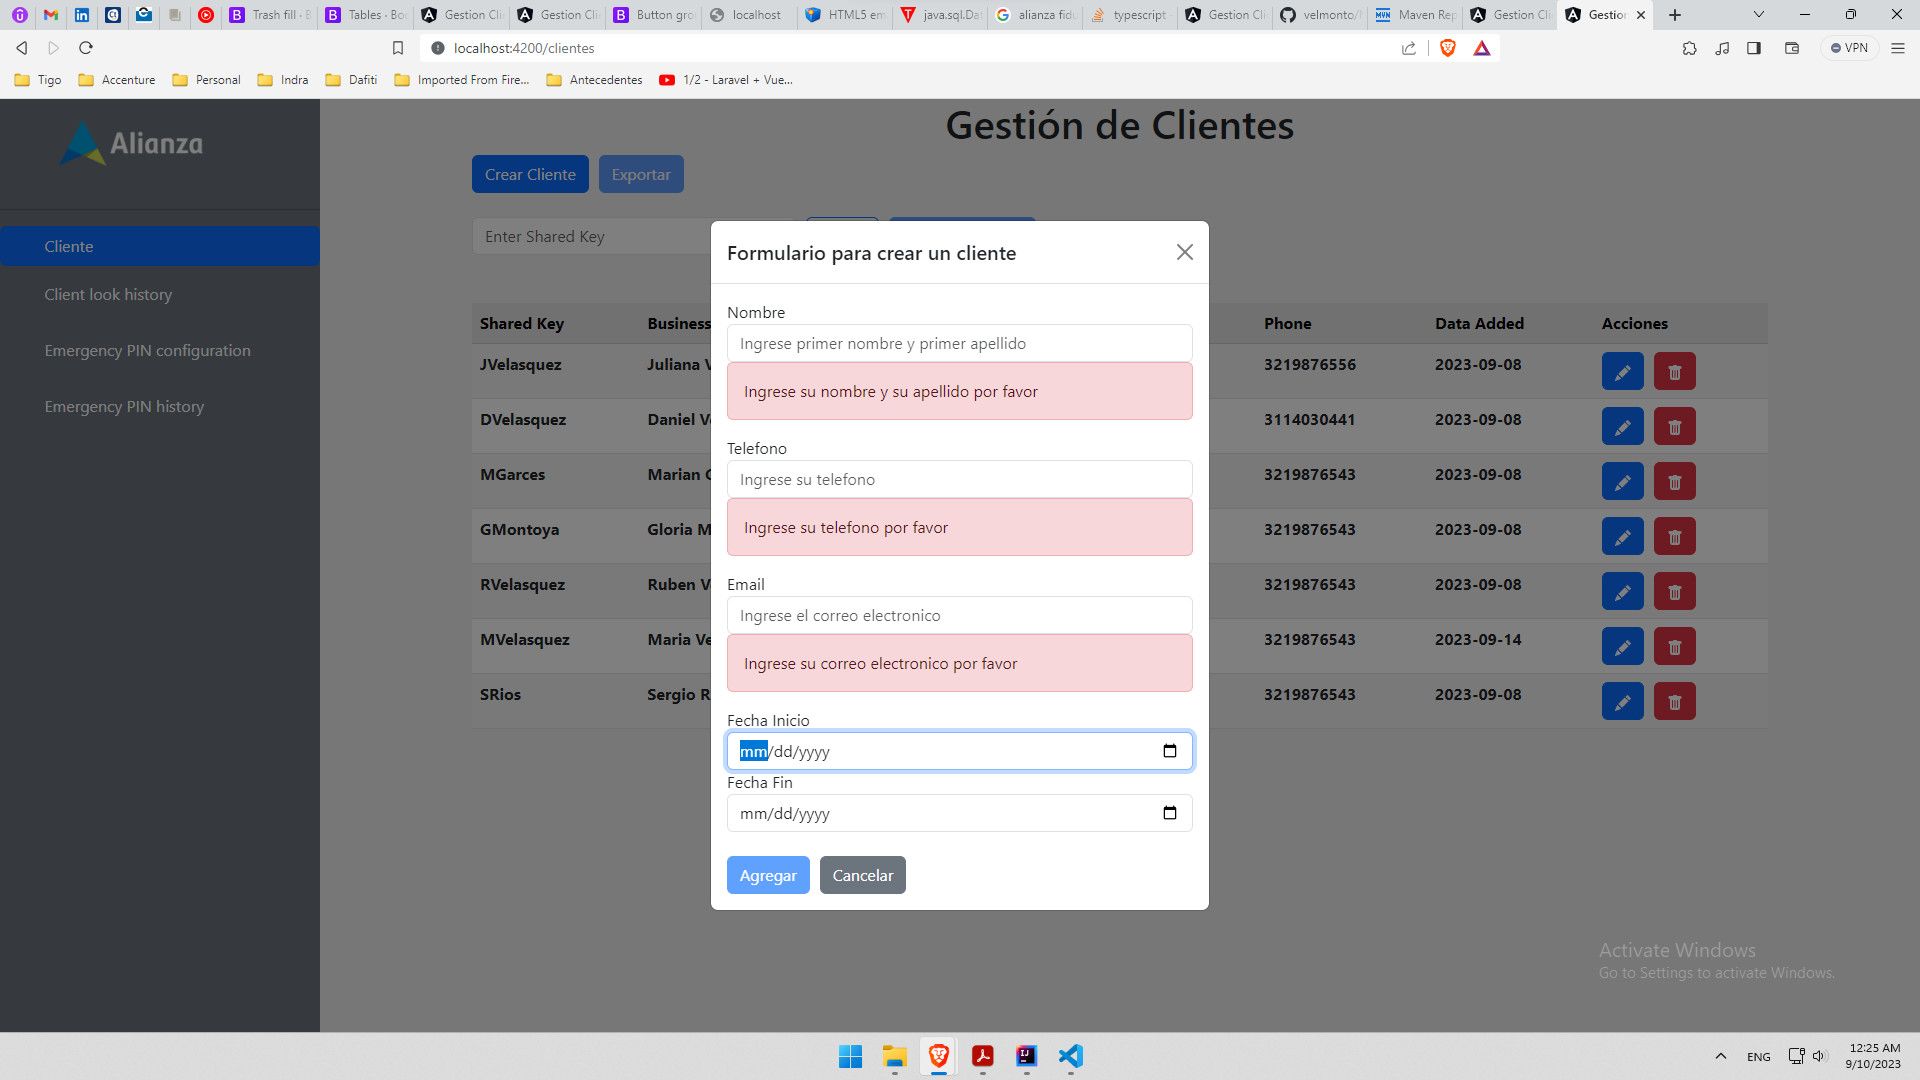 Trash fill - B
Tables · Boo
Gestion Cli
Gestion Cli
Button gro
localhost
HTML5 em
java.sql.Dat
alianza fidu
typescript -
Gestion Cli
velmonto/
Maven Rep
Gestion Cli
Gestion
localhost:4200/clientes
VPN
Tigo
Accenture
Personal
Indra
Dafiti
Imported From Fire...
Antecedentes
1/2 - Laravel + Vue...
Alianza
Cliente
Client look history
Emergency PIN configuration
Emergency PIN history
Gestión de Clientes
Crear Cliente
Exportar
Enter Shared Key
Shared Key Business Phone Data Added Acciones
JVelasquez Juliana V 3219876556 2023-09-08
DVelasquez Daniel Ve 3114030441 2023-09-08
MGarces Marian G 3219876543 2023-09-08
GMontoya Gloria M 3219876543 2023-09-08
RVelasquez Ruben Ve 3219876543 2023-09-08
MVelasquez Maria Ve 3219876543 2023-09-14
SRios Sergio R 3219876543 2023-09-08
Formulario para crear un cliente
Nombre
Ingrese primer nombre y primer apellido
Ingrese su nombre y su apellido por favor
Telefono
Ingrese su telefono
Ingrese su telefono por favor
Email
Ingrese el correo electronico
Ingrese su correo electronico por favor
Fecha Inicio
mm/dd/yyyy
Fecha Fin
mm/dd/yyyy
Agregar
Cancelar
Activate Windows
Go to Settings to activate Windows.
ENG
12:25 AM
9/10/2023